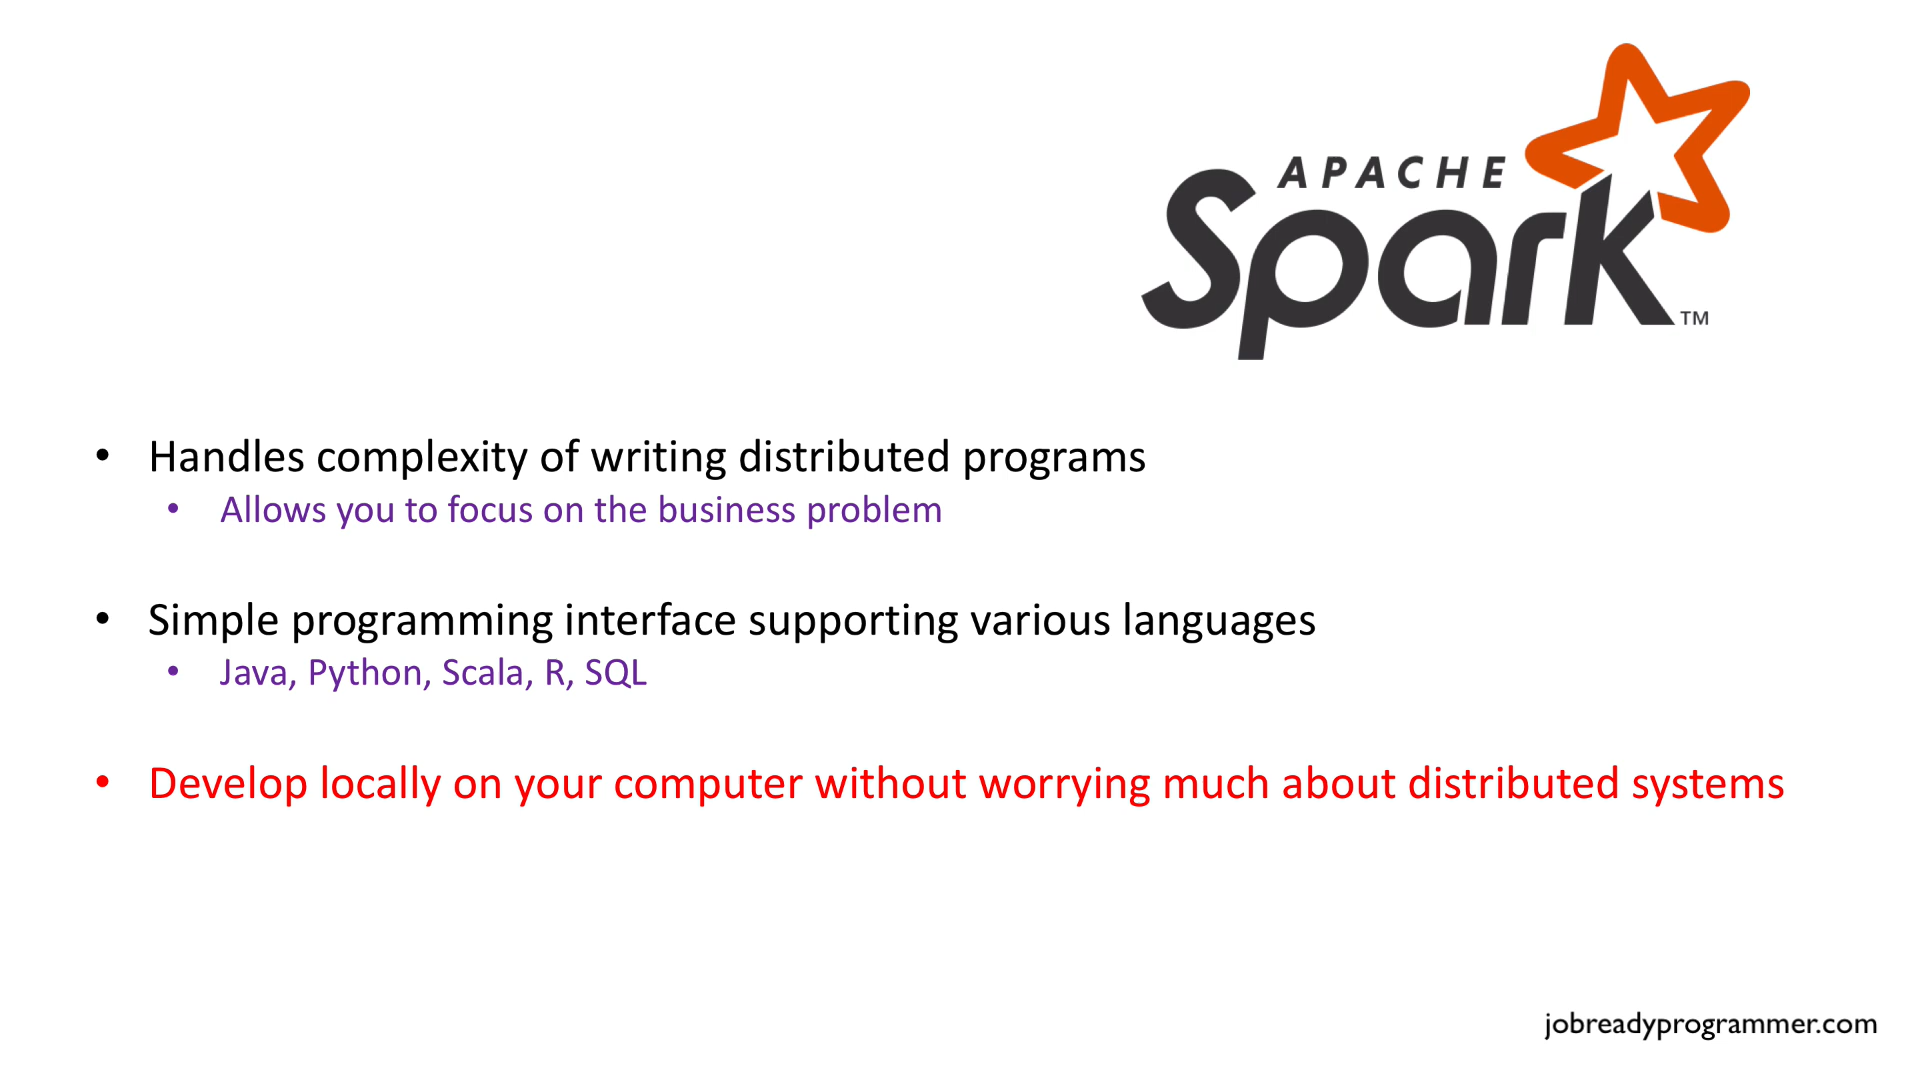 APACHE
Spark™
• Handles complexity of writing distributed programs
• Allows you to focus on the business problem
• Simple programming interface supporting various languages
• Java, Python, Scala, R, SQL
• Develop locally on your computer without worrying much about distributed systems
jobreadyprogrammer.com